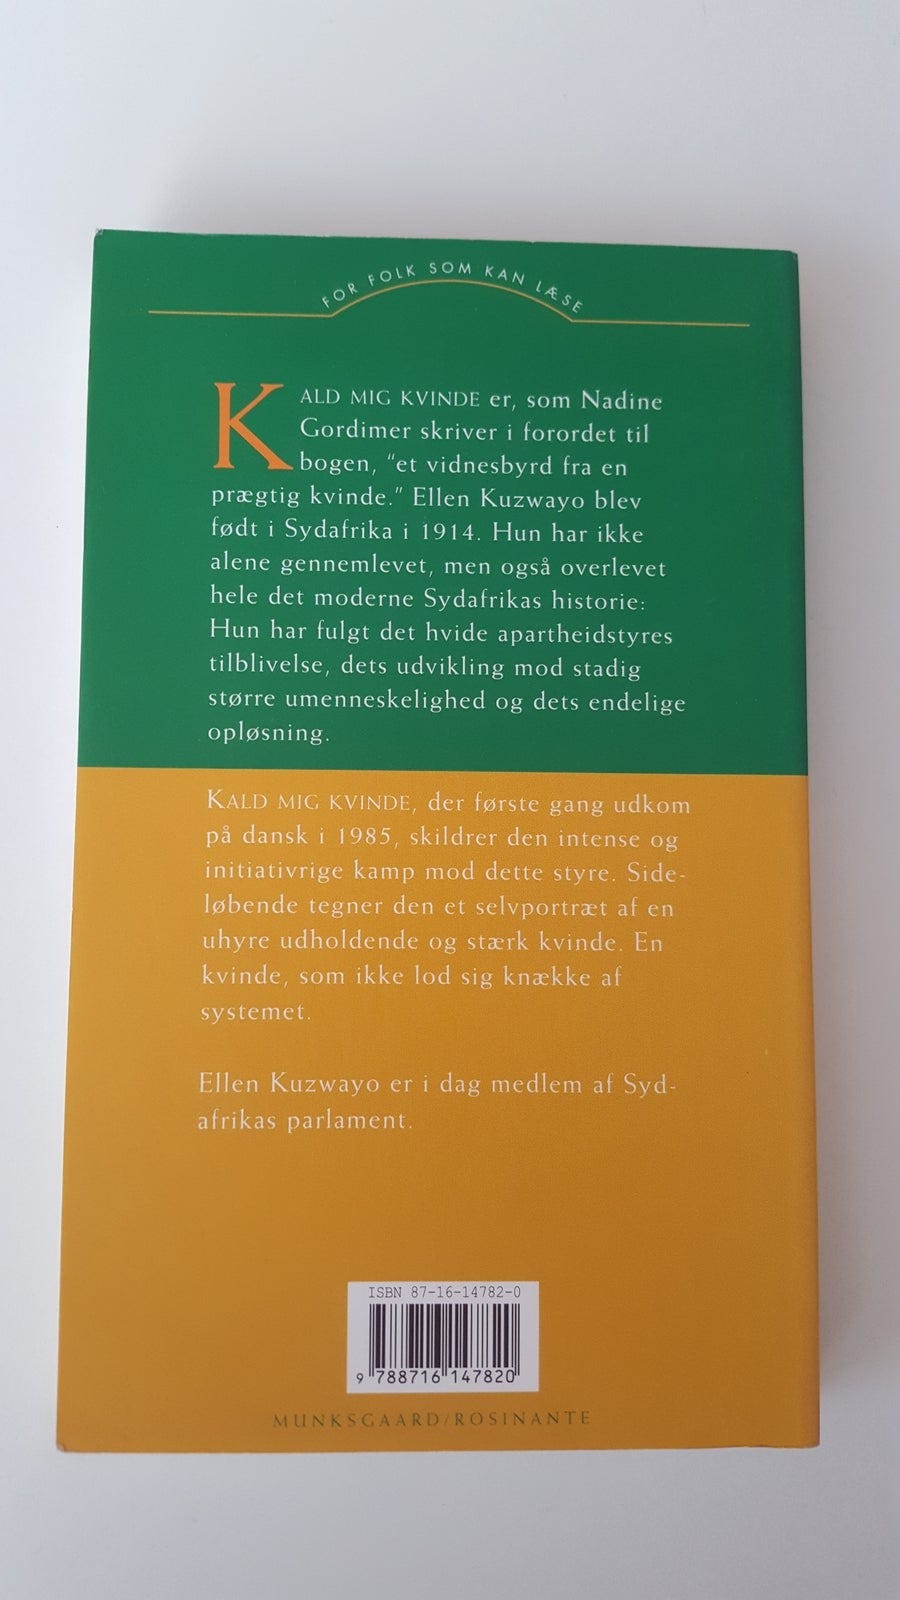 FOR FOLK SOM KAN LÆSE
KALD MIG KVINDE er, som Nadine
Gordimer skriver i forordet til
bogen, "et vidnesbyrd fra en
prægtig kvinde." Ellen Kuzwayo blev
født i Sydafrika i 1914. Hun har ikke
alene gennemlevet, men også overlevet
hele det moderne Sydafrikas historie:
Hun har fulgt det hvide apartheidstyres
tilblivelse, dets udvikling mod stadig
større umenneskelighed og dets endelige
opløsning.
KALD MIG KVINDE, der første gang udkom
på dansk i 1985, skildrer den intense og
initiativrige kamp mod dette styre. Side-
løbende tegner den et selvportræt af en
uhyre udholdende og stærk kvinde. En
kvinde, som ikke lod sig knække af
systemet.
Ellen Kuzwayo er i dag medlem af Syd-
afrikas parlament.
ISBN 87-16-14782-0
9 788716 147820
MUNKSGAARD/ROSINANTE